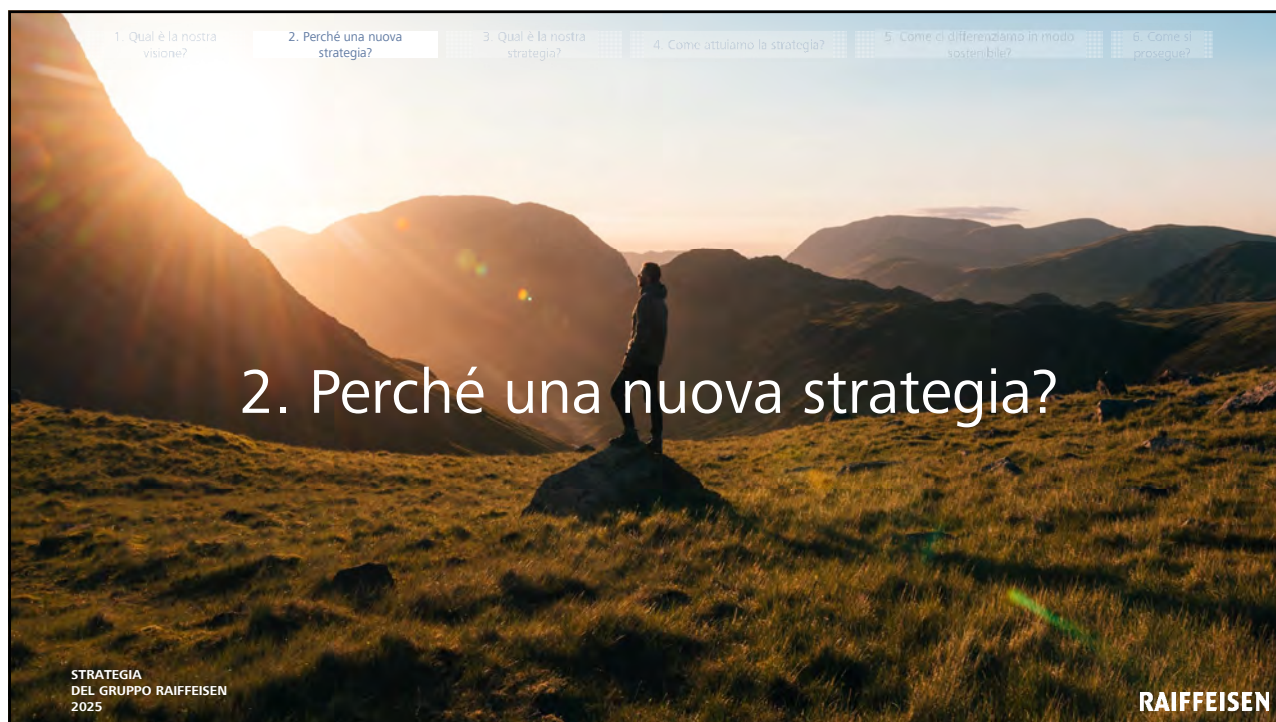 1. Qual è la nostra
visione?
2. Perché una nuova
strategia?
3. Qual è la nostra
strategia?
4. Come attuiamo la strategia?
5. Come ci differenziamo in modo
sostenibile?
6. Come si
prosegue?
2. Perché una nuova strategia?
STRATEGIA
DEL GRUPPO RAIFFEISEN
2025
RAIFFEISEN